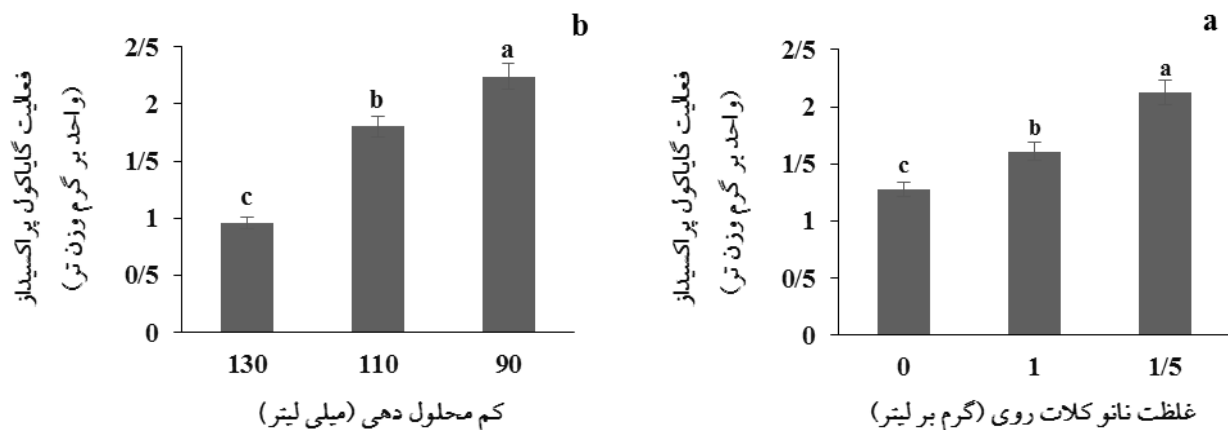 b
فعالیت گایاکول پراکسیداز
(واحد بر گرم وزن تر)
2/5
2
1/5
1
0/5
0
c
b
a
130
110
90
کم محلول دهی (میلی لیتر)
a
فعالیت گایاکول پراکسیداز
(واحد بر گرم وزن تر)
2/5
2
1/5
1
0/5
0
c
b
a
0
1
1/5
غلظت نانو کلات روی (گرم بر لیتر)